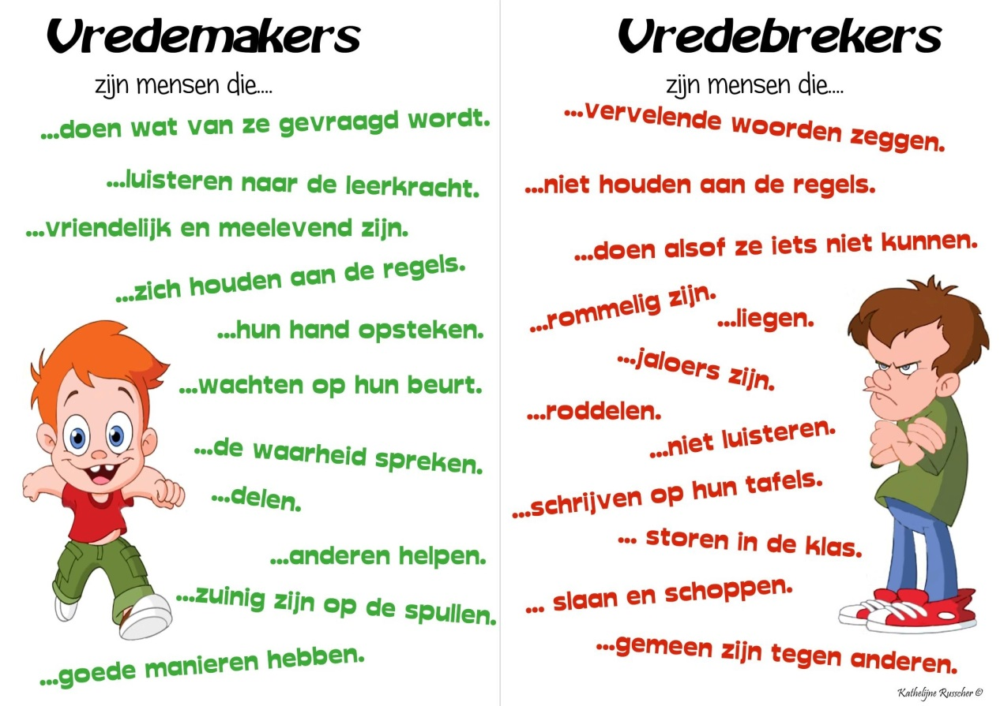 Vredemakers
zijn mensen die....
...doen wat van ze gevraagd wordt.
...luisteren naar de leerkracht.
...vriendelijk en meelevend zijn.
...zich houden aan de regels.
...hun hand opsteken.
...wachten op hun beurt.
...de waarheid spreken.
...delen.
...anderen helpen.
...zuinig zijn op de spullen.
...goede manieren hebben.
Vredebrekers
zijn mensen die....
...vervelende woorden zeggen.
...niet houden aan de regels.
...doen alsof ze iets niet kunnen.
...rommelig zijn.
...liegen.
...jaloers zijn.
...roddelen.
...niet luisteren.
...schrijven op hun tafels.
... storen in de klas.
... slaan en schoppen.
...gemeen zijn tegen anderen.
Kathelijne Russcher ©